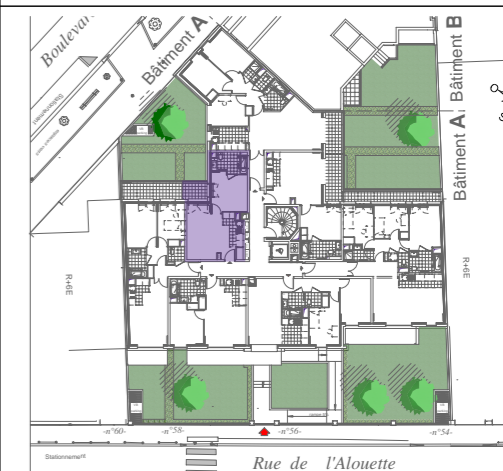 Boulevard
Bâtiment A
Bâtiment A
Bâtiment B
R+6E
R+6E
-n°60-
-n°58-
-n°56-
-n°54-
Stationnement
Rue de l'Alouette